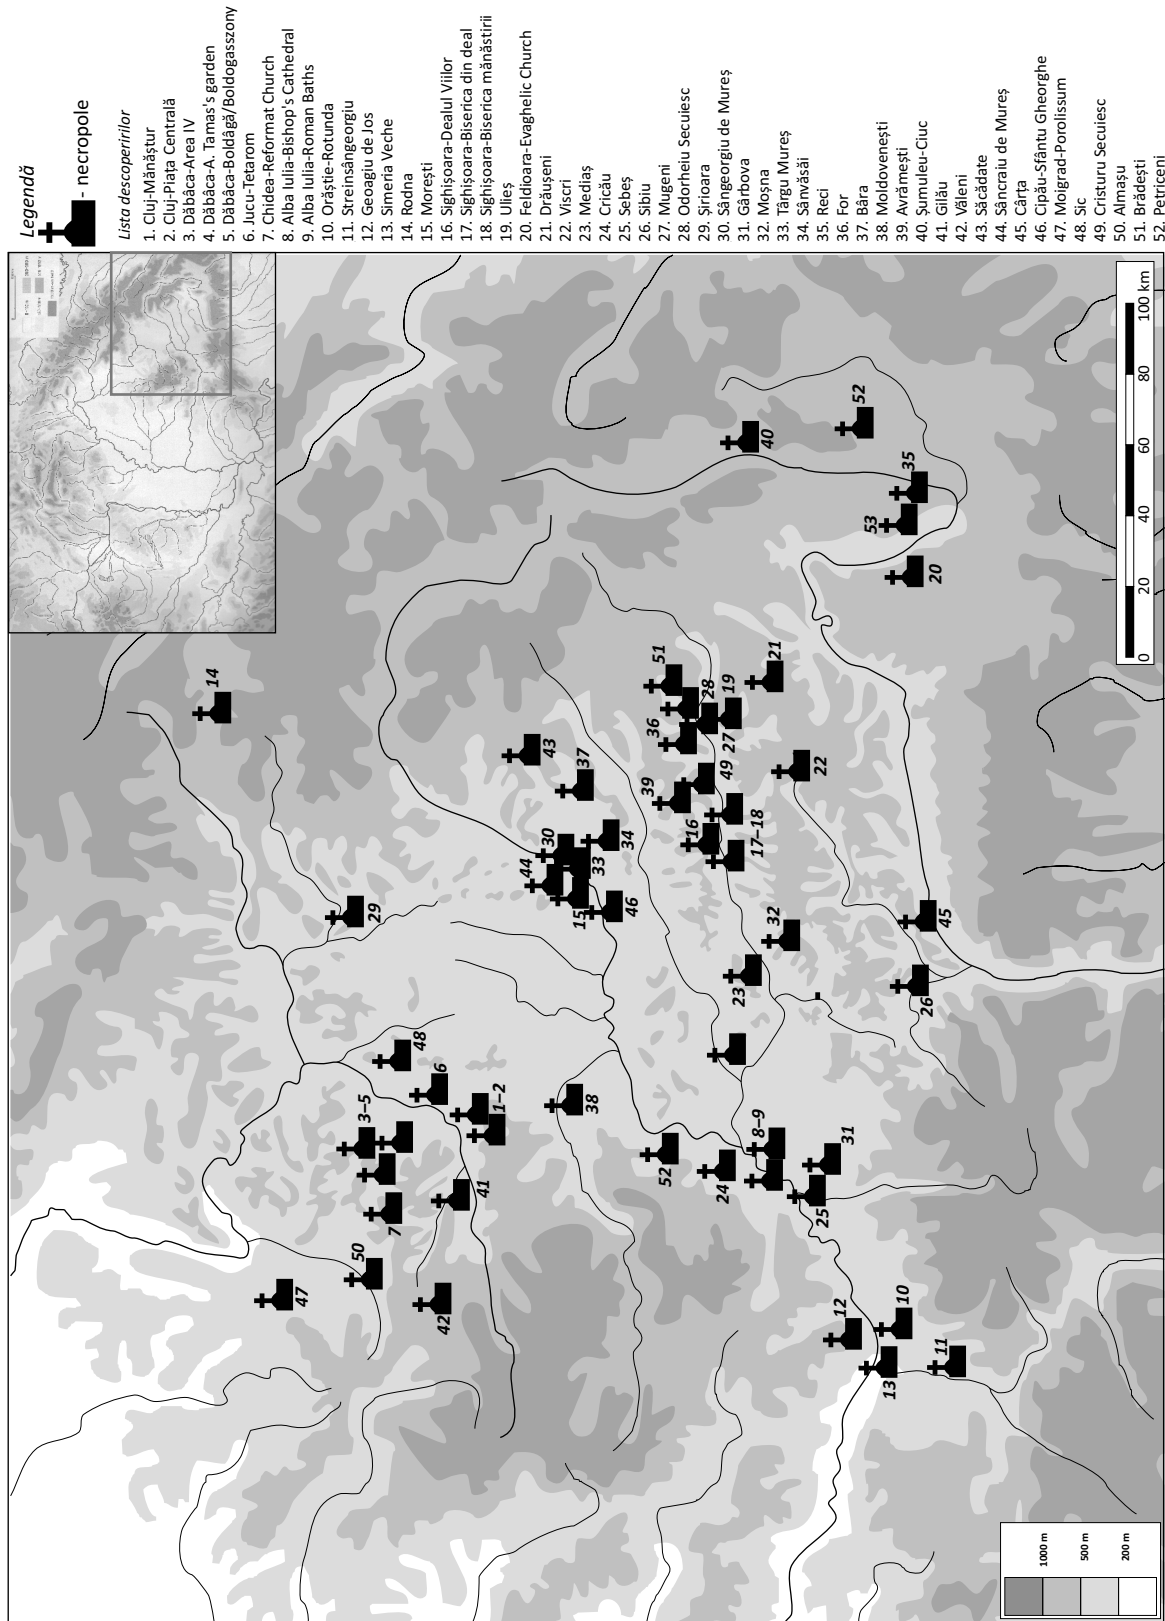 Legendă
- necropole
Lista descoperirilor
1. Cluj-Mănăștur
2. Cluj-Piața Centrală
3. Dăbâca-Area IV
4. Dăbâca-A. Tamas's garden
5. Dăbâca-Boldâgă/Boldogasszony
6. Jucu-Tetarom
7. Chidea-Reformat Church
8. Alba Iulia-Bishop's Cathedral
9. Alba Iulia-Roman Baths
10. Orăștie-Rotunda
11. Streinsângeorgiu
12. Geoagiu de Jos
13. Simeria Veche
14. Rodna
15. Morești
16. Sighișoara-Dealul Viilor
17. Sighișoara-Biserica din deal
18. Sighișoara-Biserica mănăstirii
19. Ulieș
20. Feldioara-Evaghelic Church
21. Drăușeni
22. Viscri
23. Mediaș
24. Cricău
25. Sebeș
26. Sibiu
27. Mugeni
28. Odorheiu Secuiesc
29. Șirioara
30. Sângeorgiu de Mureș
31. Gârbova
32. Moșna
33. Târgu Mureș
34. Sânvăsăi
35. Reci
36. For
37. Bâra
38. Moldovenești
39. Avrămești
40. Șumuleu-Ciuc
41. Gilău
42. Văleni
43. Săcădate
44. Sâncraiu de Mureș
45. Cârța
46. Cipău-Sfântu Gheorghe
47. Moigrad-Porolissum
48. Sic
49. Cristuru Secuiesc
50. Almașu
51. Brădești
52. Petriceni
14
47
50
7
3–5
48
6
1–2
41
42
29
44
30
15
33
34
46
43
37
38
51
36
28
19
27
49
39
16
17–18
21
22
32
23
52
24
8–9
31
25
12
10
13
11
26
45
40
52
35
53
20
0
20
40
60
80
100 km
1000 m
500 m
200 m